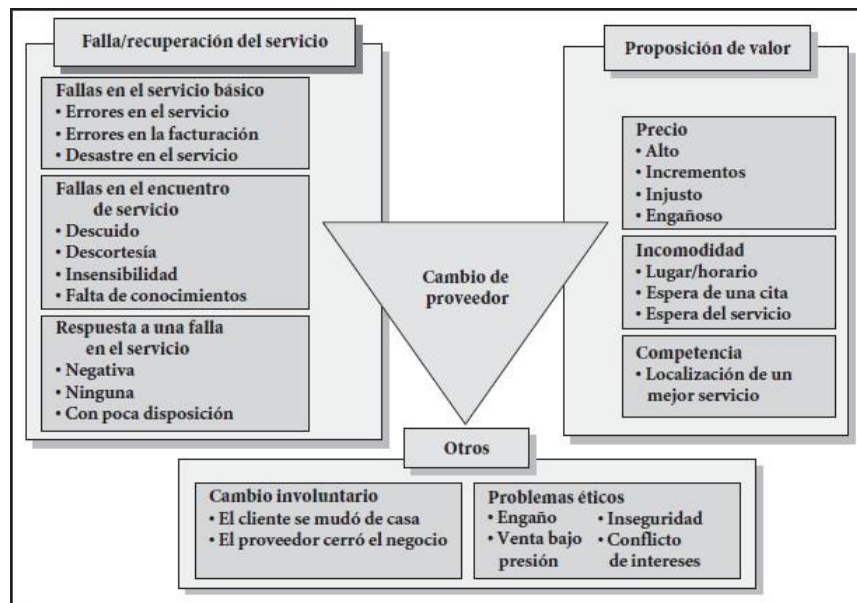 Falla/recuperación del servicio
Fallas en el servicio básico
• Errores en el servicio
• Errores en la facturación
• Desastre en el servicio
Fallas en el encuentro
de servicio
• Descuido
• Descortesía
• Insensibilidad
• Falta de conocimientos
Respuesta a una falla
en el servicio
• Negativa
• Ninguna
• Con poca disposición
Cambio de
proveedor
Proposición de valor
Precio
• Alto
• Incrementos
• Injusto
• Engañoso
Incomodidad
• Lugar/horario
• Espera de una cita
• Espera del servicio
Competencia
• Localización de un
mejor servicio
Otros
Cambio involuntario
• El cliente se mudó de casa
• El proveedor cerró el negocio
Problemas éticos
• Engaño
• Venta bajo
presión
• Inseguridad
• Conflicto
de intereses